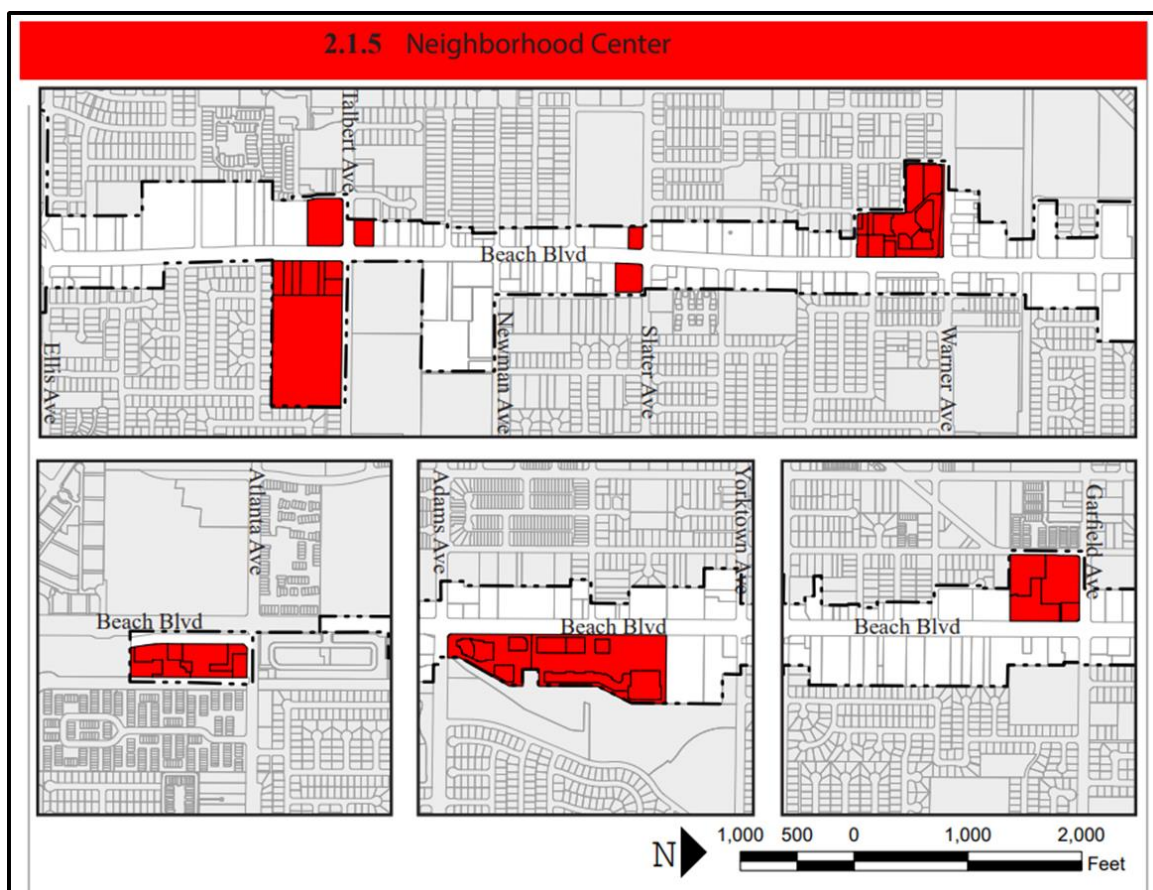 2.1.5 Neighborhood Center
Talbert Ave
Beach Blvd
Ellis Ave
Newman Ave
Slater Ave
Warner Ave
Atlanta Ave
Beach Blvd
Adams Ave
Yorktown Ave
Beach Blvd
Garfield Ave
Beach Blvd
N
1,000 500 0 1,000 2,000
Feet